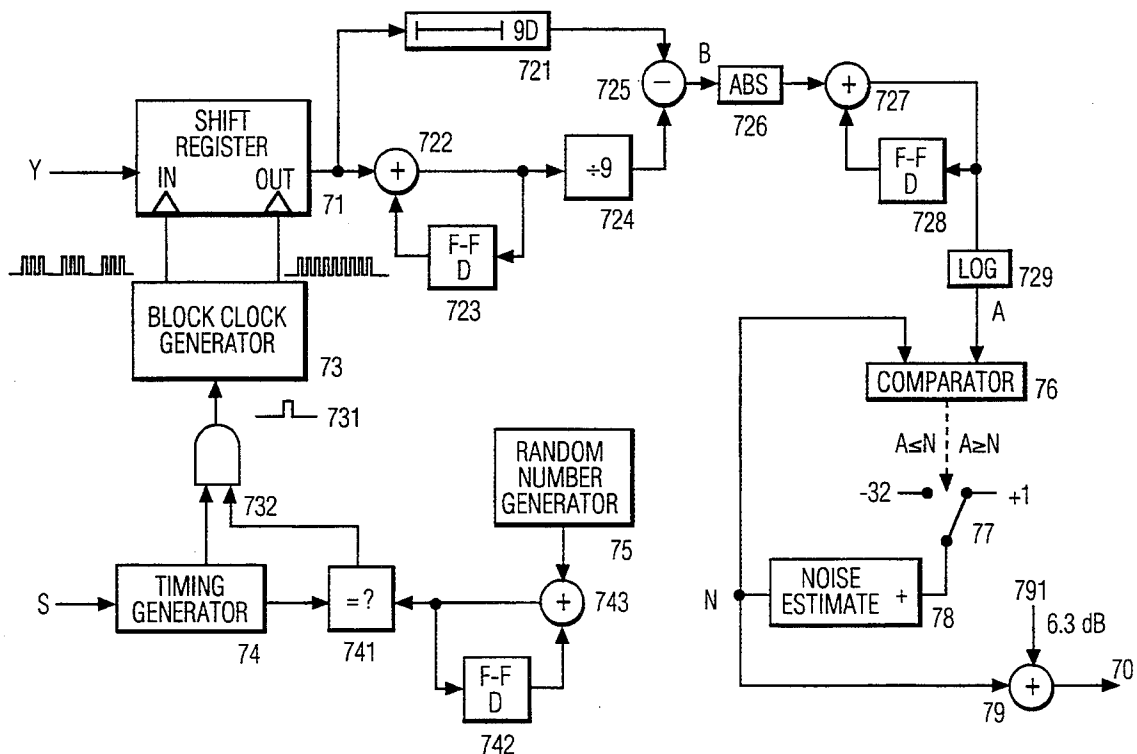 9D
721
B
725
−
ABS
726
+
727
F-F
D
728
SHIFT
REGISTER
IN
OUT
Y
71
722
+
÷9
724
F-F
D
723
LOG
729
A
BLOCK CLOCK
GENERATOR
73
731
COMPARATOR
76
A≤N
A≥N
-32
+1
77
RANDOM
NUMBER
GENERATOR
75
732
S
TIMING
GENERATOR
74
=?
741
+
743
F-F
D
742
N
NOISE
ESTIMATE +
78
791
6.3 dB
+
79
70